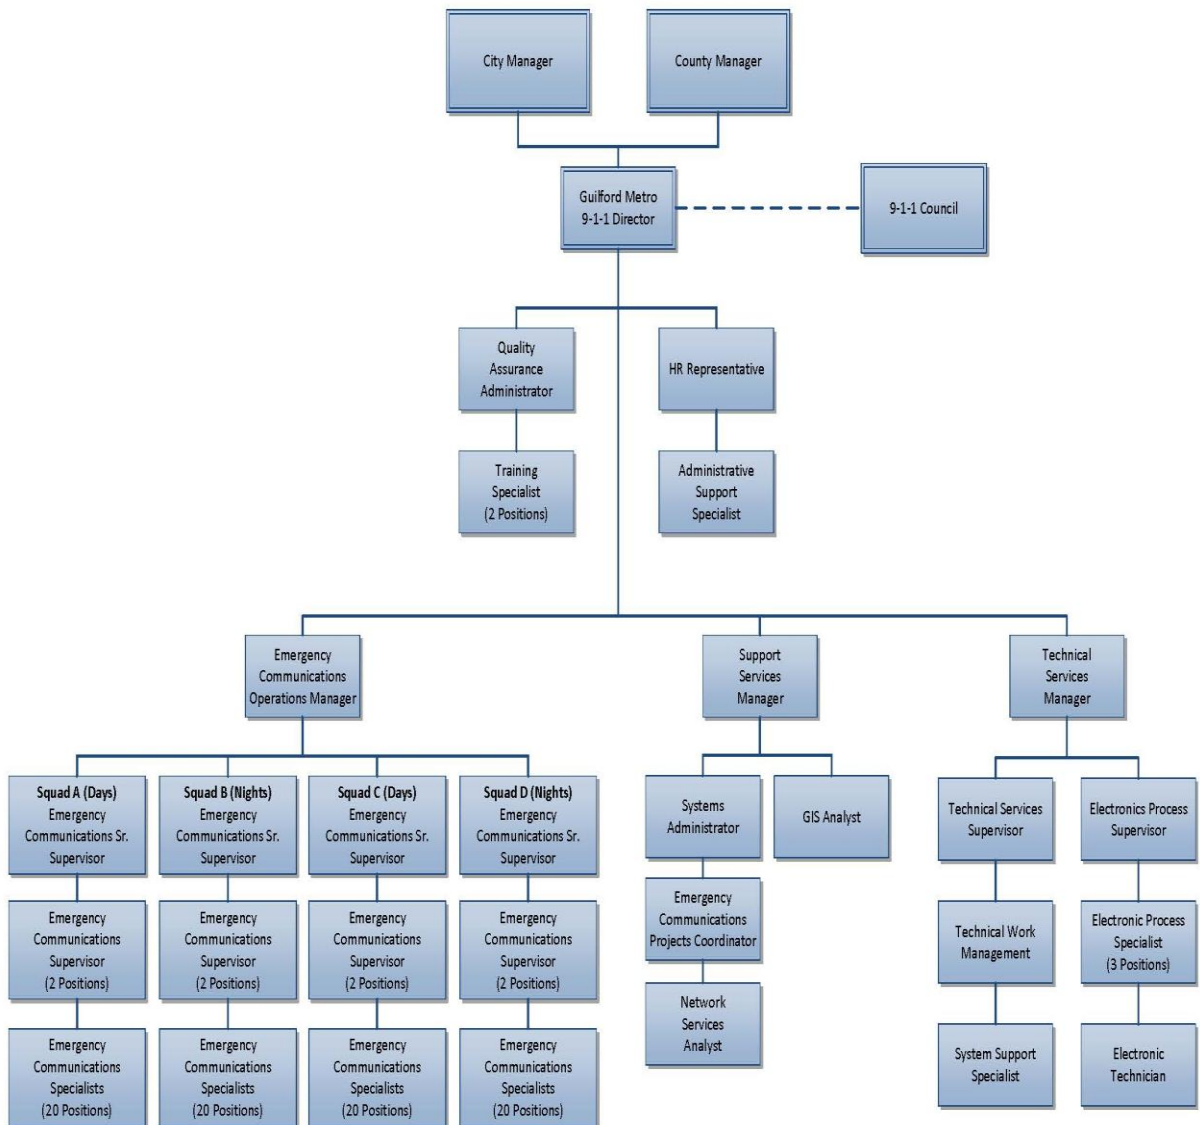 City Manager
County Manager
Guilford Metro
9-1-1 Director
9-1-1 Council
Quality
Assurance
Administrator
HR Representative
Training
Specialist
(2 Positions)
Administrative
Support
Specialist
Emergency
Communications
Operations Manager
Support
Services
Manager
Technical
Services
Manager
Squad A (Days)
Emergency
Communications Sr.
Supervisor
Squad B (Nights)
Emergency
Communications Sr.
Supervisor
Squad C (Days)
Emergency
Communications Sr.
Supervisor
Squad D (Nights)
Emergency
Communications Sr.
Supervisor
Systems
Administrator
GIS Analyst
Technical Services
Supervisor
Electronics Process
Supervisor
Emergency
Communications
Supervisor
(2 Positions)
Emergency
Communications
Supervisor
(2 Positions)
Emergency
Communications
Supervisor
(2 Positions)
Emergency
Communications
Supervisor
(2 Positions)
Emergency
Communications
Projects Coordinator
Technical Work
Management
Electronic Process
Specialist
(3 Positions)
Network
Services
Analyst
Emergency
Communications
Specialists
(20 Positions)
Emergency
Communications
Specialists
(20 Positions)
Emergency
Communications
Specialists
(20 Positions)
Emergency
Communications
Specialists
(20 Positions)
System Support
Specialist
Electronic
Technician